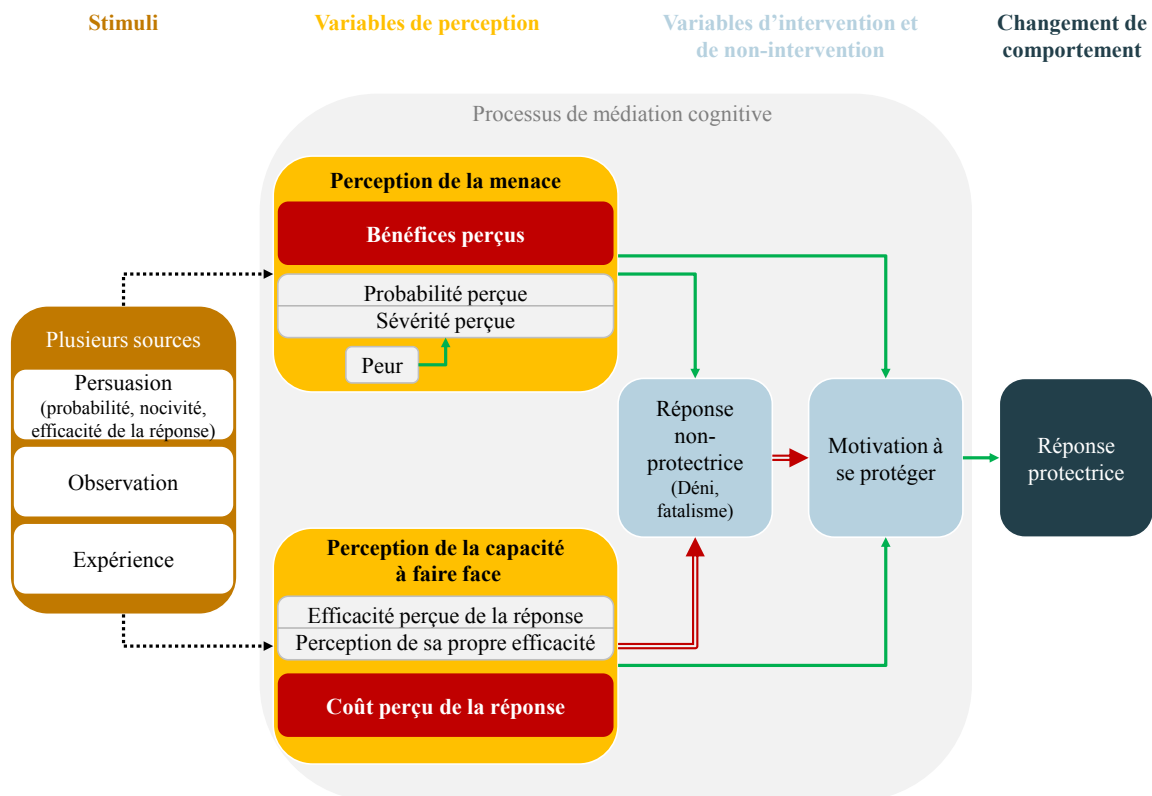 Stimuli
Variables de perception
Variables d’intervention et
de non-intervention
Changement de
comportement
Processus de médiation cognitive
Perception de la menace
Bénéfices perçus
Probabilité perçue
Sévérité perçue
Peur
Plusieurs sources
Persuasion
(probabilité, nocivité,
efficacité de la réponse)
Observation
Expérience
Perception de la capacité
à faire face
Efficacité perçue de la réponse
Perception de sa propre efficacité
Coût perçu de la réponse
Réponse
non-
protectrice
(Déni,
fatalisme)
Motivation à
se protéger
Réponse
protectrice